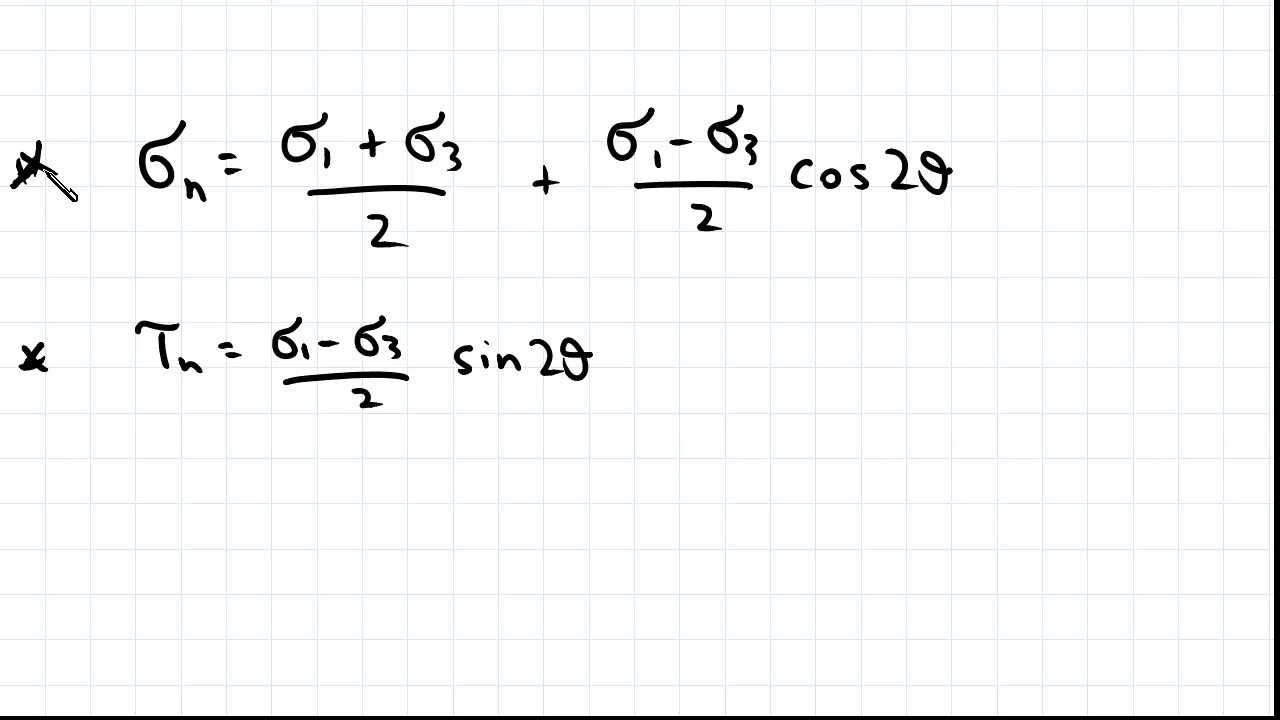 * σn = (σ1 + σ3)/2 + (σ1 - σ3)/2 cos 2ϑ
* τn = (σ1 - σ3)/2 sin 2ϑ